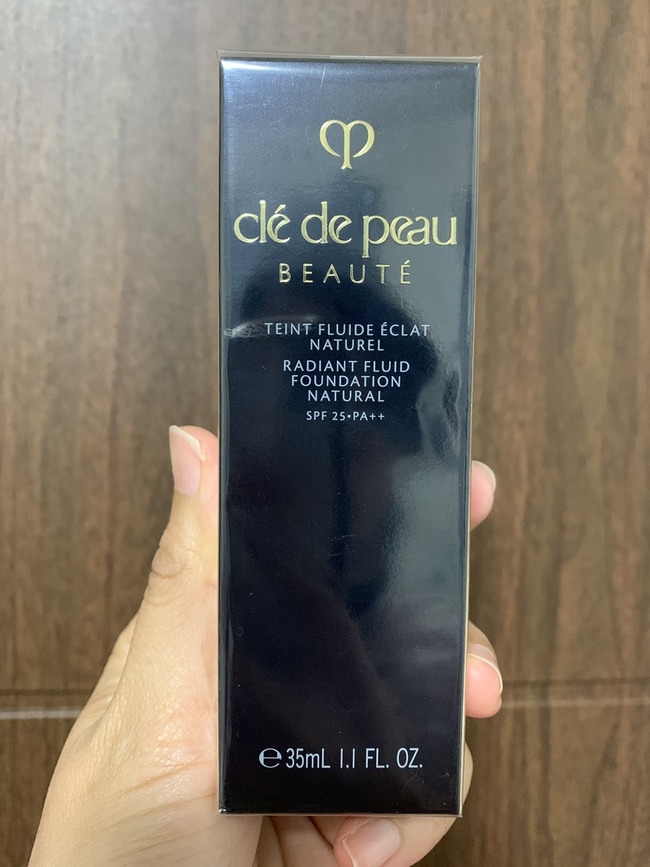 clé de peau
BEAUTÉ
TEINT FLUIDE ÉCLAT
NATUREL
RADIANT FLUID
FOUNDATION
NATURAL
SPF 25•PA++
℮35mL 1.1 FL. OZ.